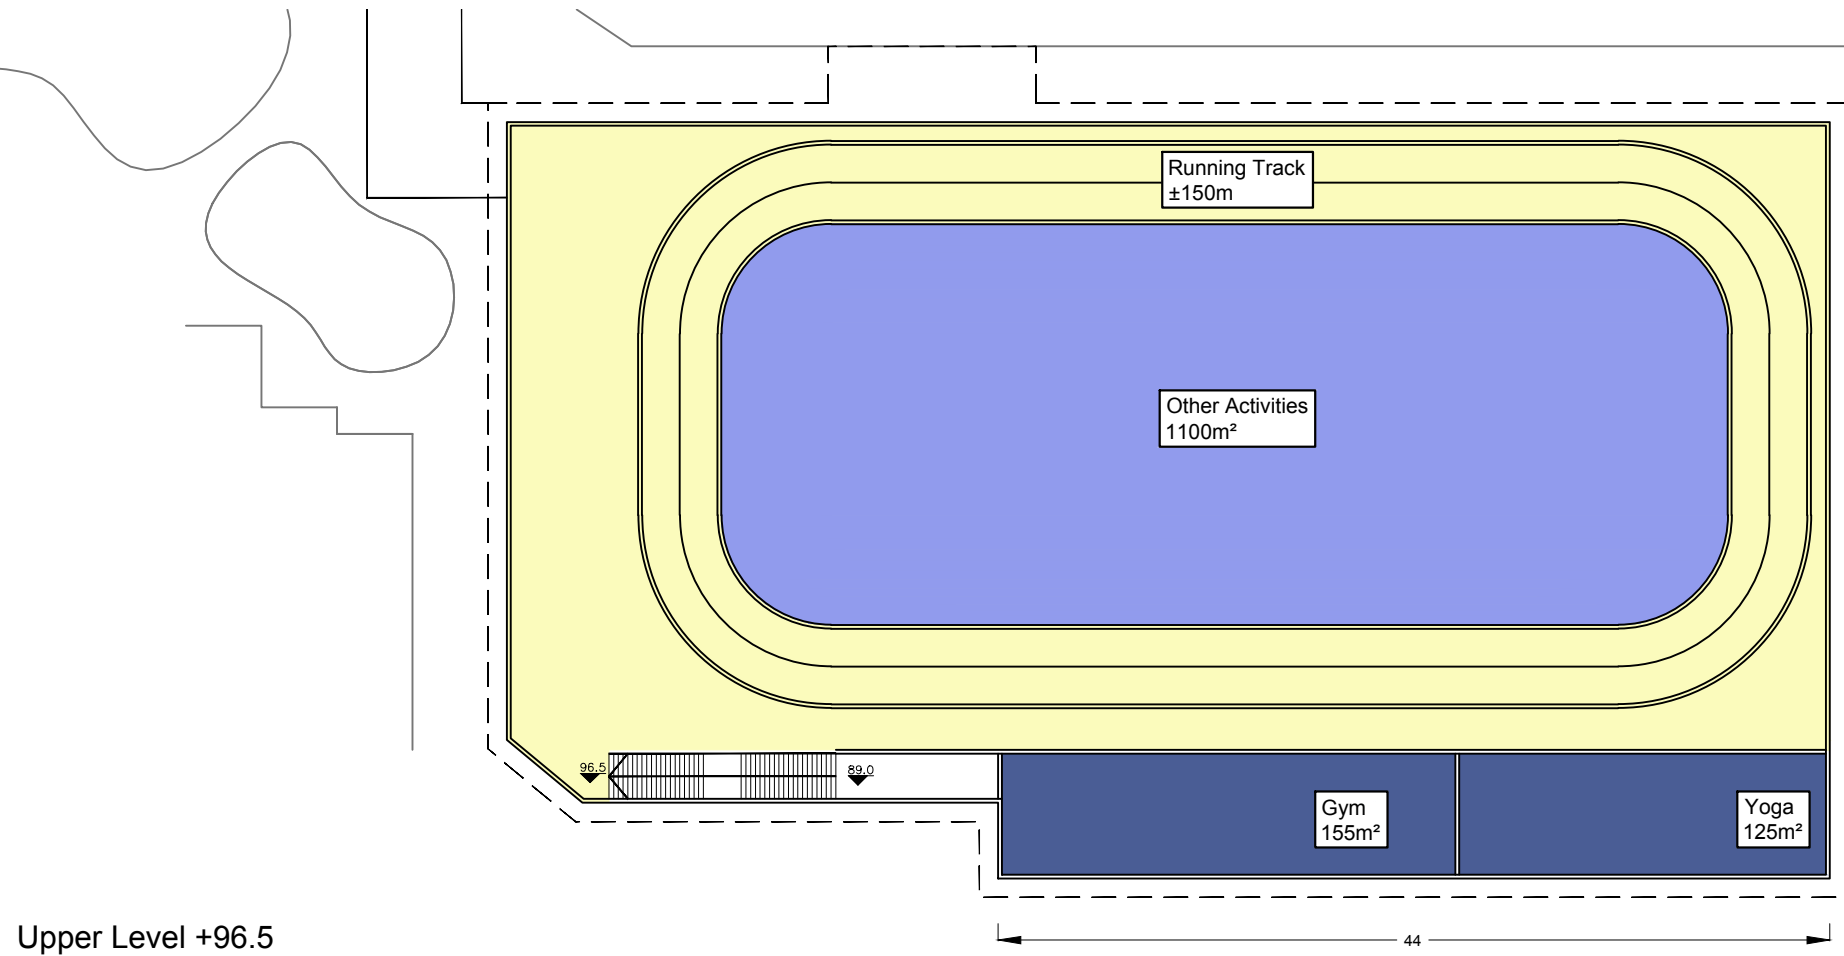 Running Track
±150m
Other Activities
1100m²
96.5
89.0
Gym
155m²
Yoga
125m²
Upper Level +96.5
44